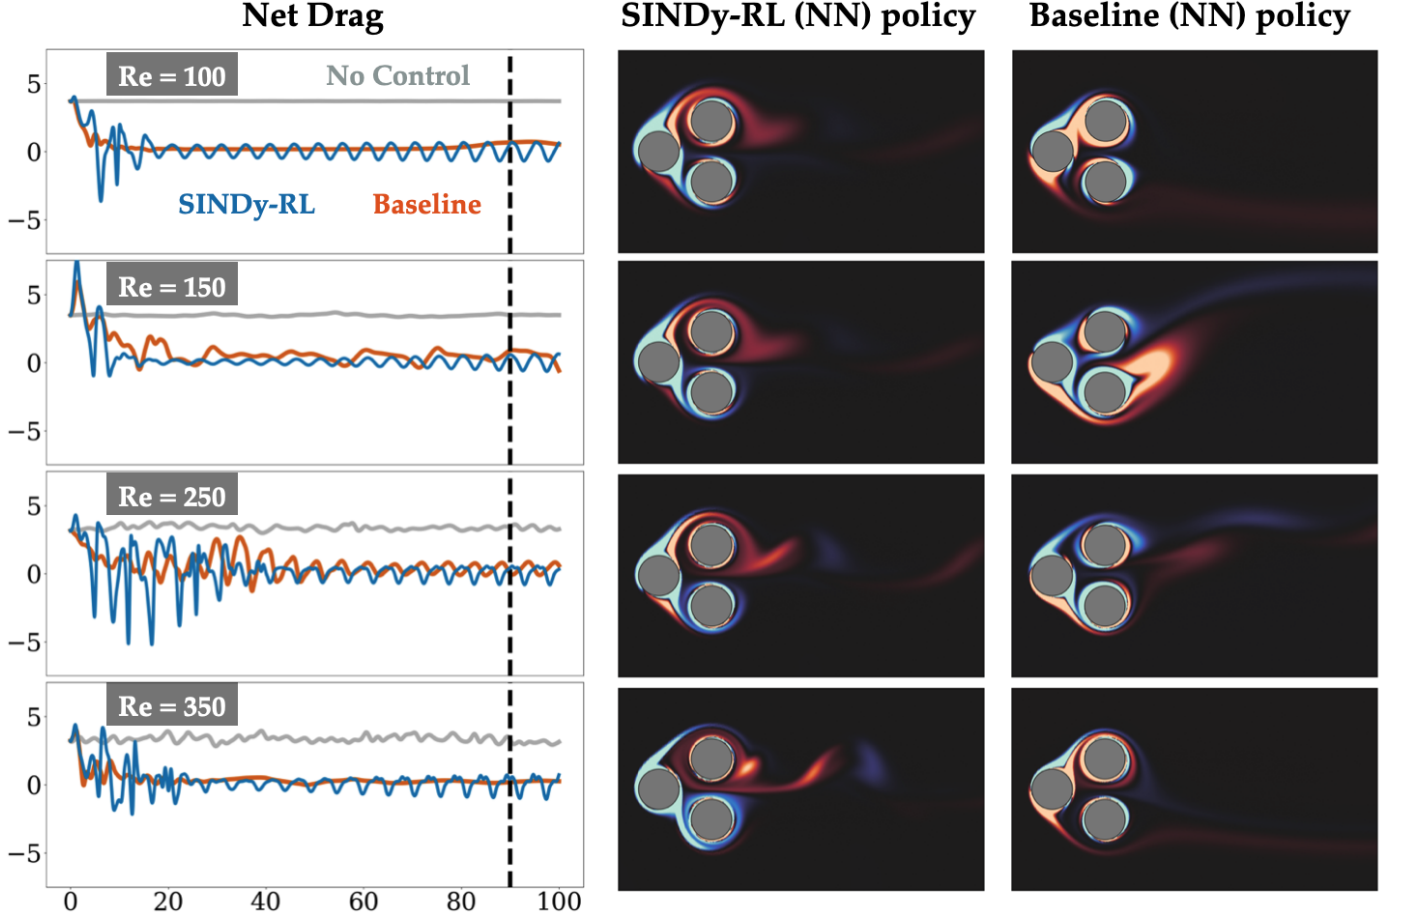 Net Drag
SINDy-RL (NN) policy
Baseline (NN) policy
Re = 100
No Control
SINDy-RL
Baseline
5
0
−5
Re = 150
5
0
−5
Re = 250
5
0
−5
Re = 350
5
0
−5
0 20 40 60 80 100